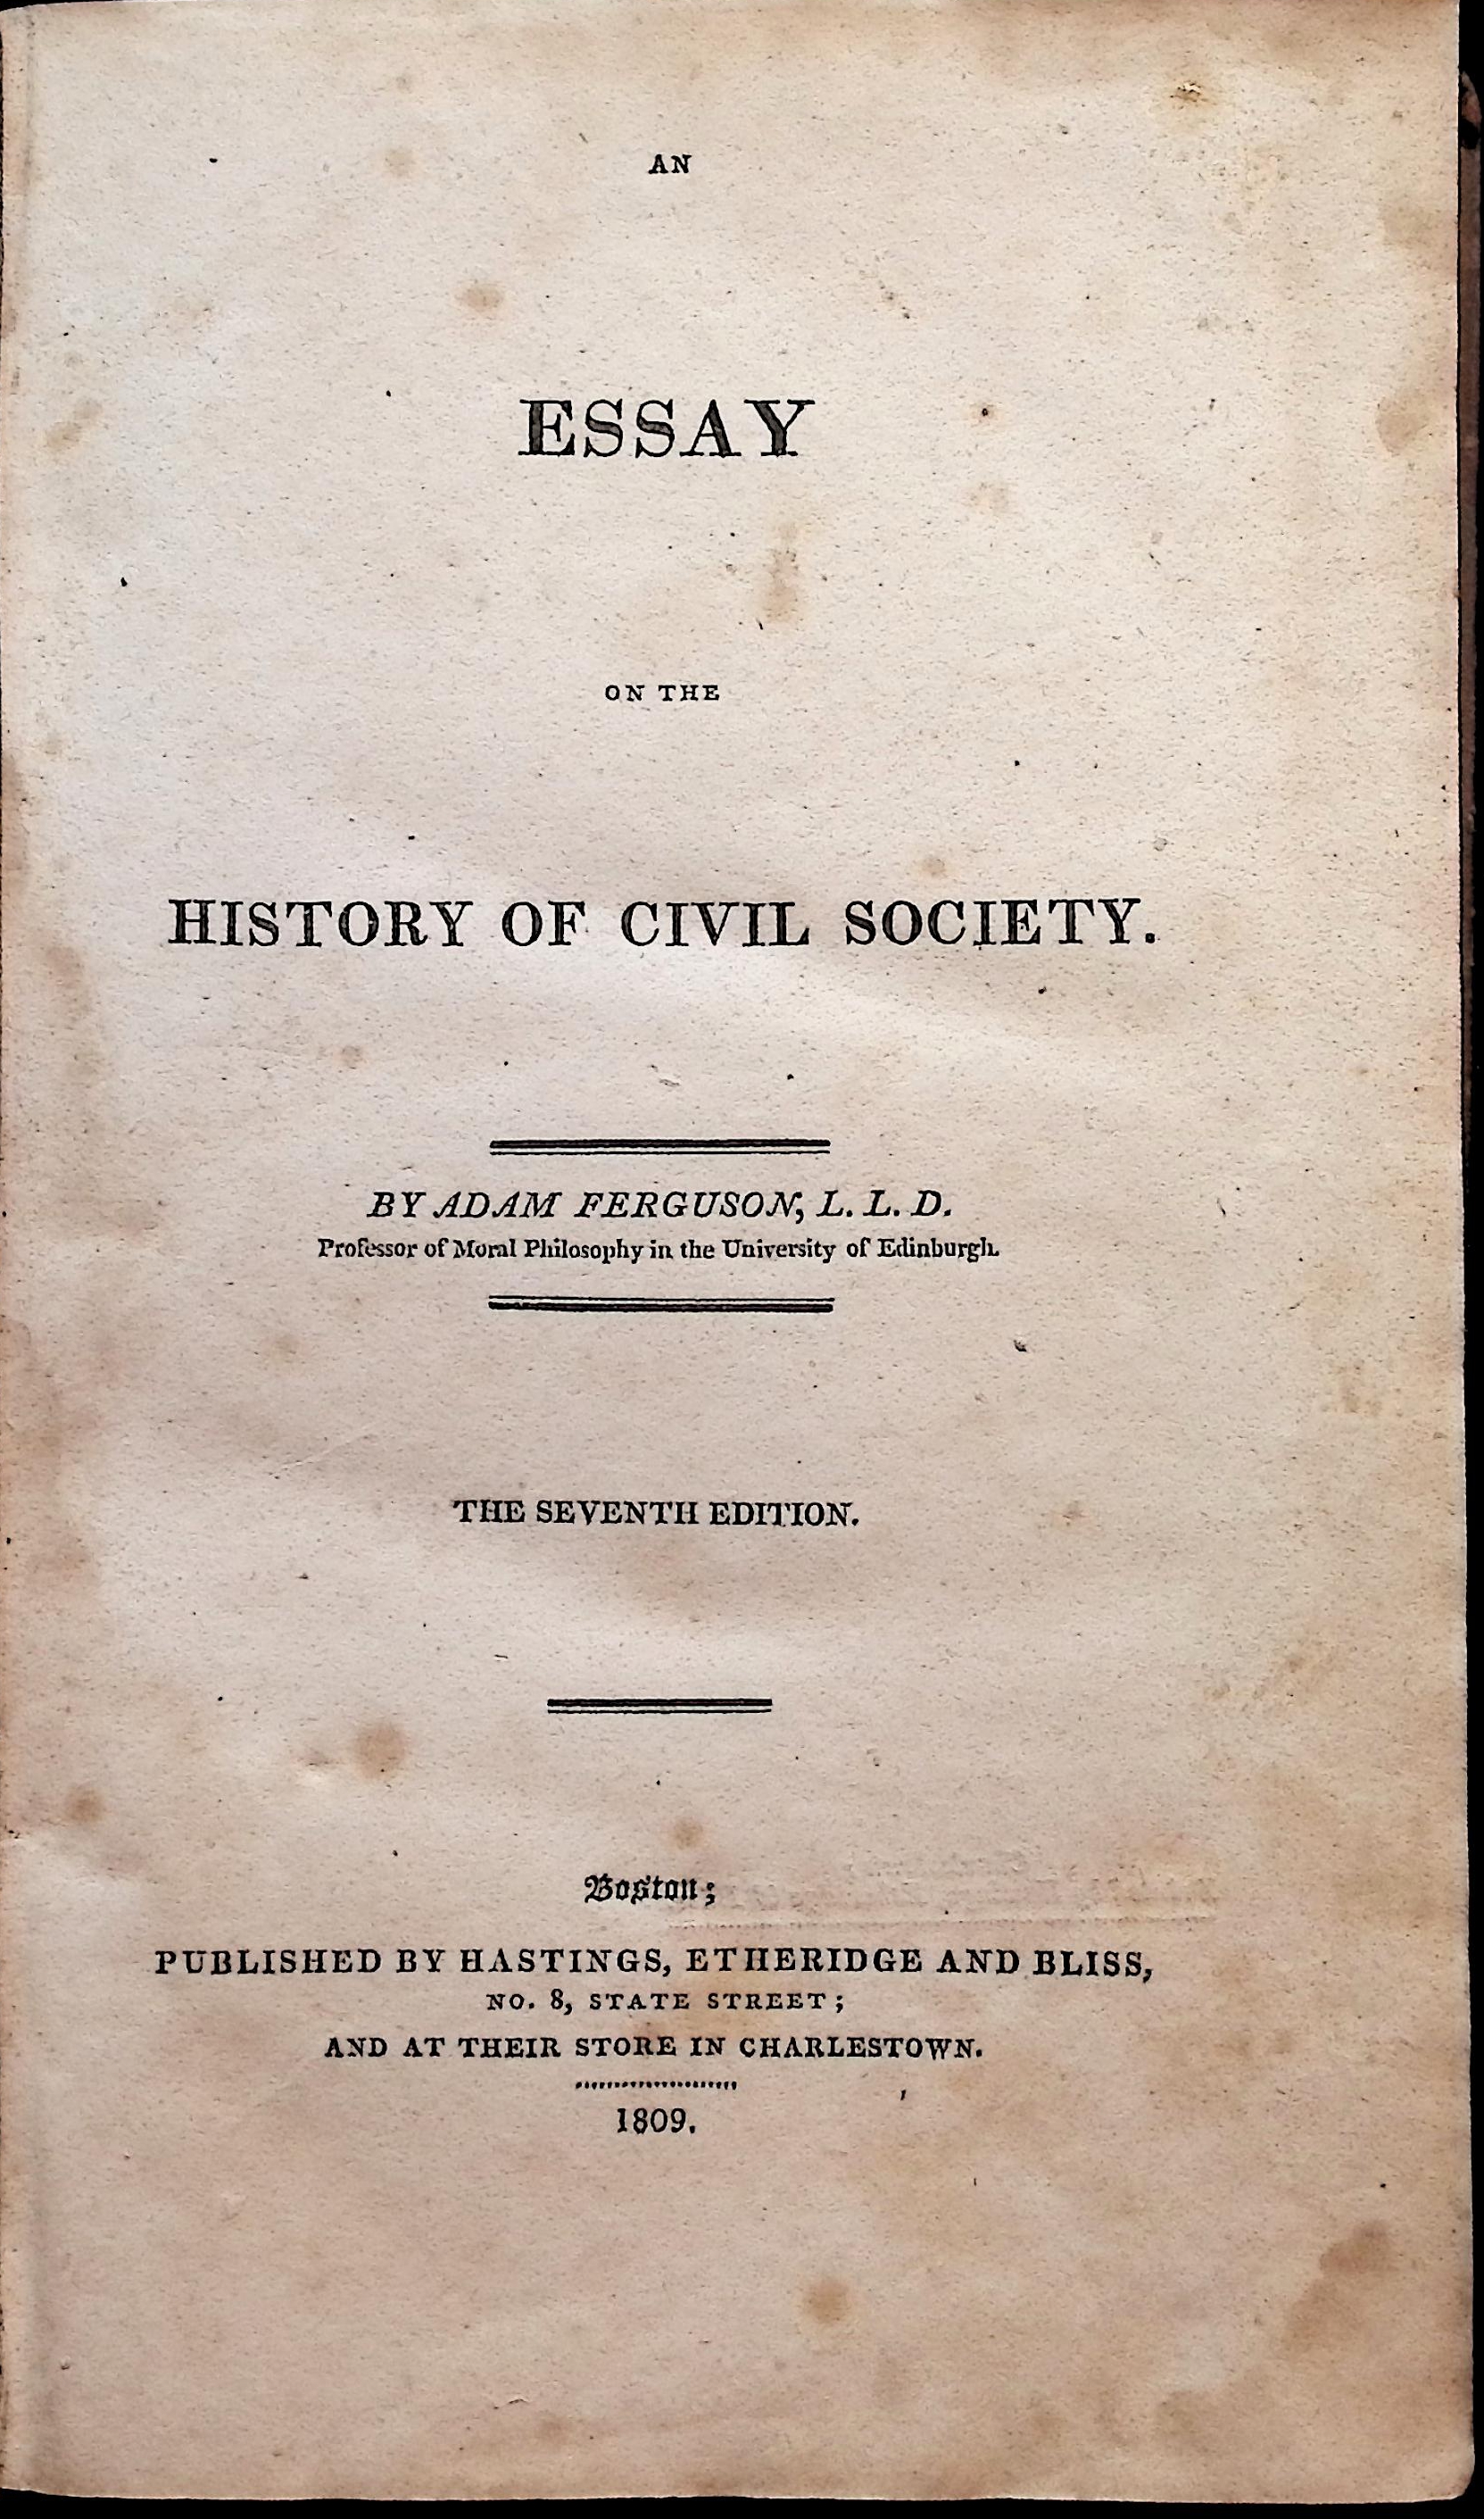 AN
ESSAY
ON THE
HISTORY OF CIVIL SOCIETY.
BY ADAM FERGUSON, L. L. D.
Professor of Moral Philosophy in the University of Edinburgh.
THE SEVENTH EDITION.
Boston;
PUBLISHED BY HASTINGS, ETHERIDGE AND BLISS,
NO. 8, STATE STREET;
AND AT THEIR STORE IN CHARLESTOWN.
1809.